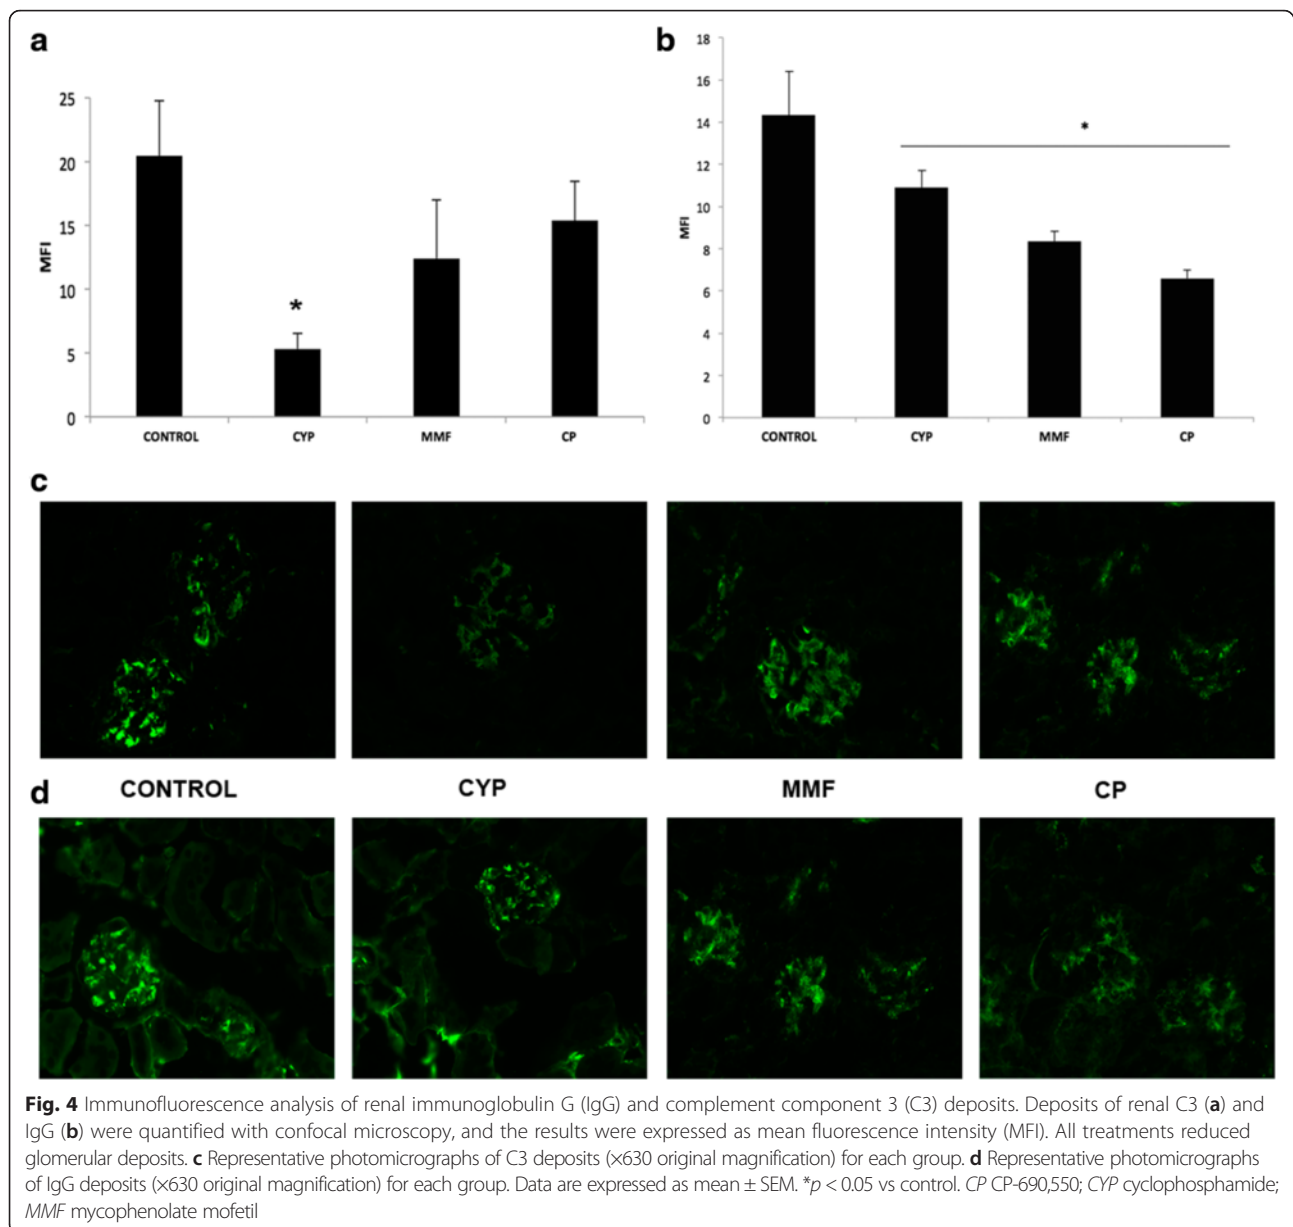 a
25
20
15
10
5
0
MFI
*
CONTROL CYP MMF CP
b
18
16
14
12
10
8
6
4
2
0
MFI
*
CONTROL CYP MMF CP
c
CONTROL CYP MMF CP
d
Fig. 4 Immunofluorescence analysis of renal immunoglobulin G (IgG) and complement component 3 (C3) deposits. Deposits of renal C3 (a) and
IgG (b) were quantified with confocal microscopy, and the results were expressed as mean fluorescence intensity (MFI). All treatments reduced
glomerular deposits. c Representative photomicrographs of C3 deposits (×630 original magnification) for each group. d Representative photomicrographs
of IgG deposits (×630 original magnification) for each group. Data are expressed as mean ± SEM. *p < 0.05 vs control. CP CP-690,550; CYP cyclophosphamide;
MMF mycophenolate mofetil